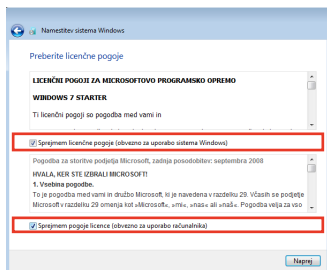 Namestitev sistema Windows
Preberite licenčne pogoje
LICENČNI POGOJI ZA MICROSOFTOVO PROGRAMSKO OPREMO
WINDOWS 7 STARTER
Ti licenčni pogoji so pogodba med vami in
Sprejmem licenčne pogoje (obvezno za uporabo sistema Windows)
Pogodba za storitve podjetja Microsoft, zadnja posodobitev: septembra 2008
HVALA, KER STE IZBRALI MICROSOFT!
1. Vsebina pogodbe.
To je pogodba med vami in družbo Microsoft, ki je navedena v razdelku 29. Včasih se podjetje
Microsoft v razdelku 29 omenja kot »Microsoft«, »mi«, »nas« ali »naš«. Pogodba velja za vso
Sprejmem pogoje licence (obvezno za uporabo računalnika)
Naprej